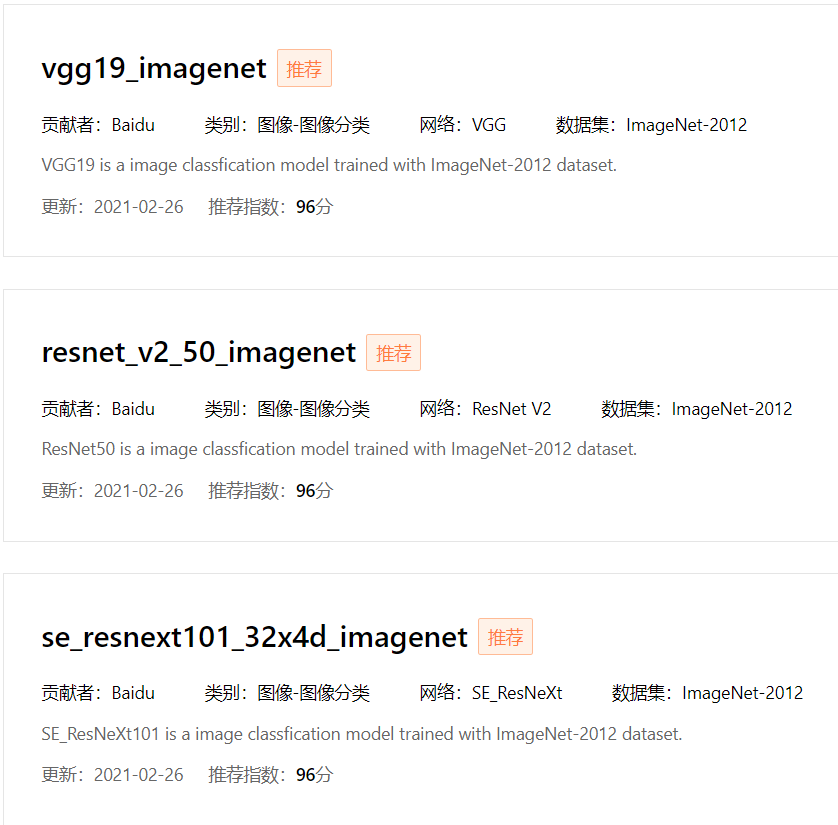 vgg19_imagenet 推荐
贡献者：Baidu 类别：图像-图像分类 网络：VGG 数据集：ImageNet-2012
VGG19 is a image classfication model trained with ImageNet-2012 dataset.
更新：2021-02-26 推荐指数：96分
resnet_v2_50_imagenet 推荐
贡献者：Baidu 类别：图像-图像分类 网络：ResNet V2 数据集：ImageNet-2012
ResNet50 is a image classfication model trained with ImageNet-2012 dataset.
更新：2021-02-26 推荐指数：96分
se_resnext101_32x4d_imagenet 推荐
贡献者：Baidu 类别：图像-图像分类 网络：SE_ResNeXt 数据集：ImageNet-2012
SE_ResNeXt101 is a image classfication model trained with ImageNet-2012 dataset.
更新：2021-02-26 推荐指数：96分